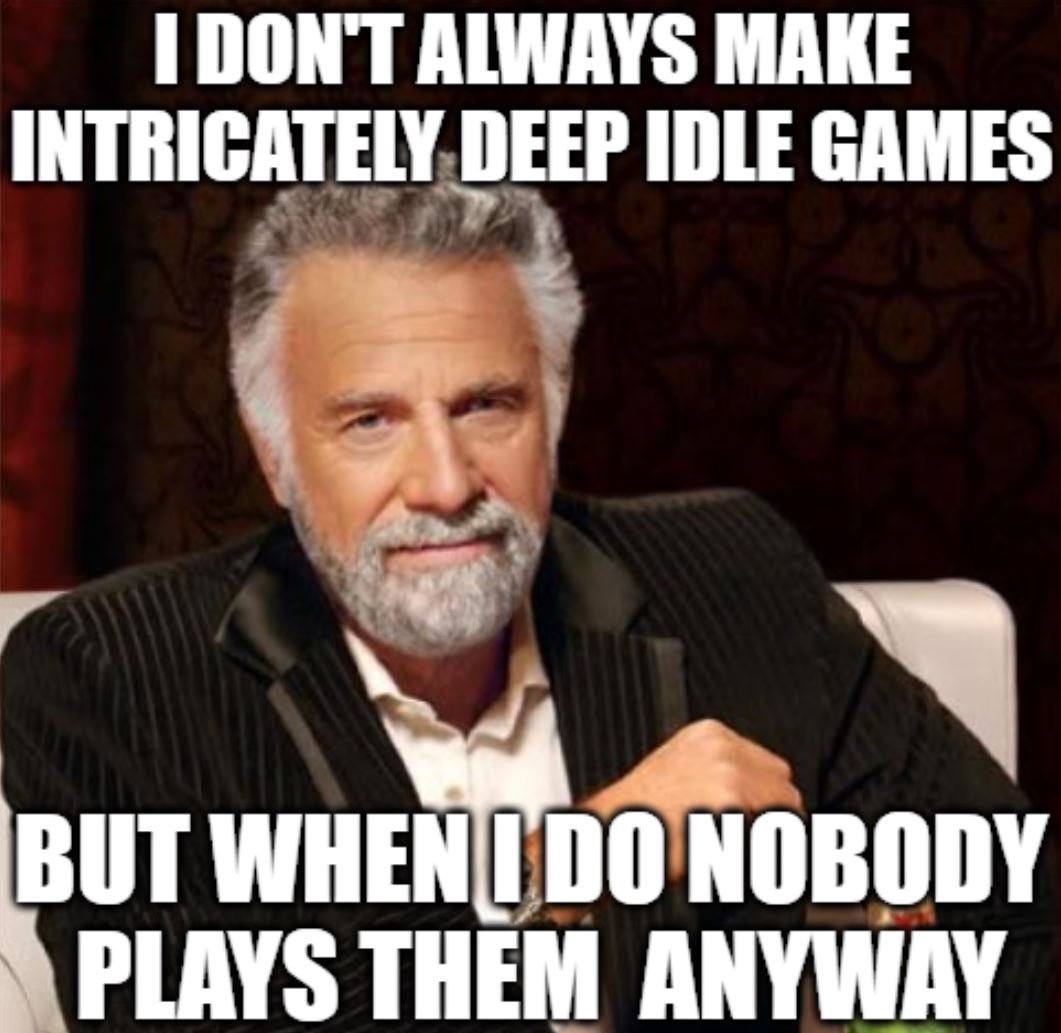 I DON'T ALWAYS MAKE
INTRICATELY DEEP IDLE GAMES
BUT WHEN I DO NOBODY
PLAYS THEM ANYWAY